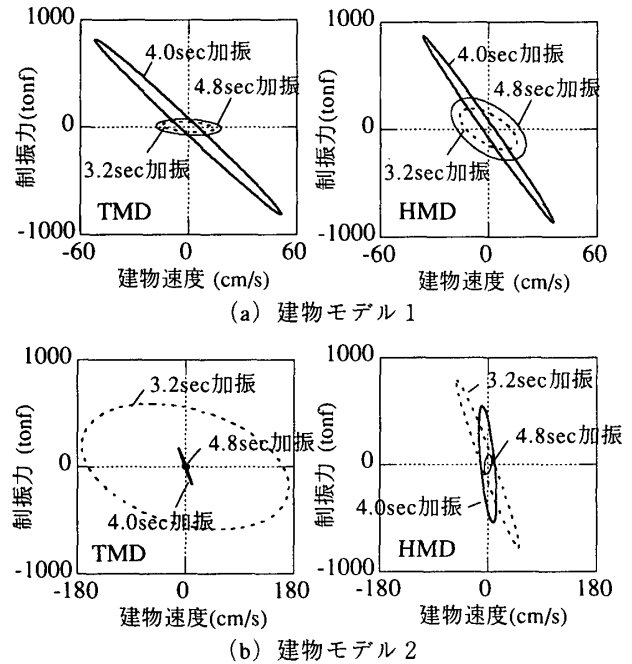 1000
4.0sec加振
4.8sec加振
0
3.2sec加振
TMD
-1000
-60 0 60
制振力(tonf)
建物速度 (cm/s)
1000
4.0sec加振
4.8sec加振
0
3.2sec加振
HMD
-1000
-60 0 60
制振力(tonf)
建物速度 (cm/s)
(a) 建物モデル1
1000
3.2sec加振
4.8sec加振
0
4.0sec加振
TMD
-1000
-180 0 180
制振力 (tonf)
建物速度(cm/s)
1000
3.2sec加振
4.8sec加振
0
4.0sec加振
HMD
-1000
-180 0 180
制振力 (tonf)
建物速度(cm/s)
(b) 建物モデル2